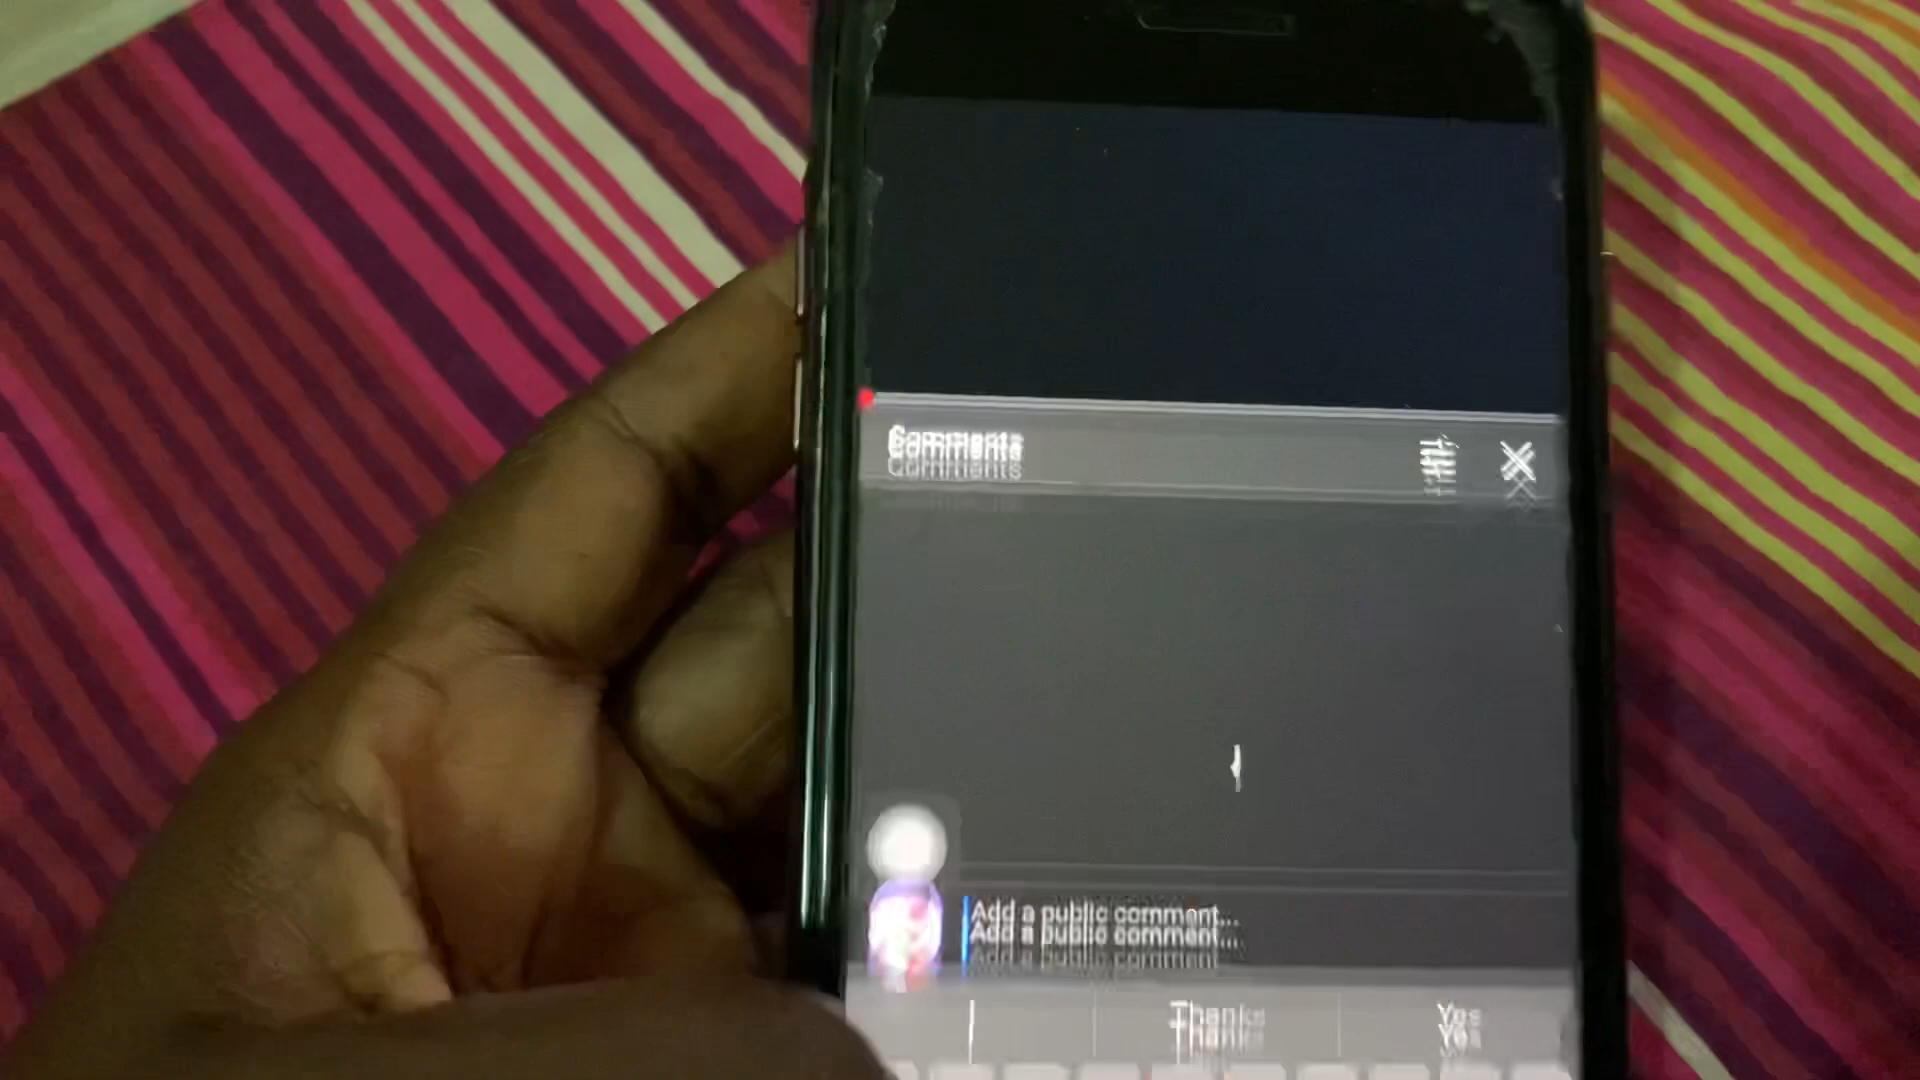 Comments
Add a public comment...
I
Thanks
Yes